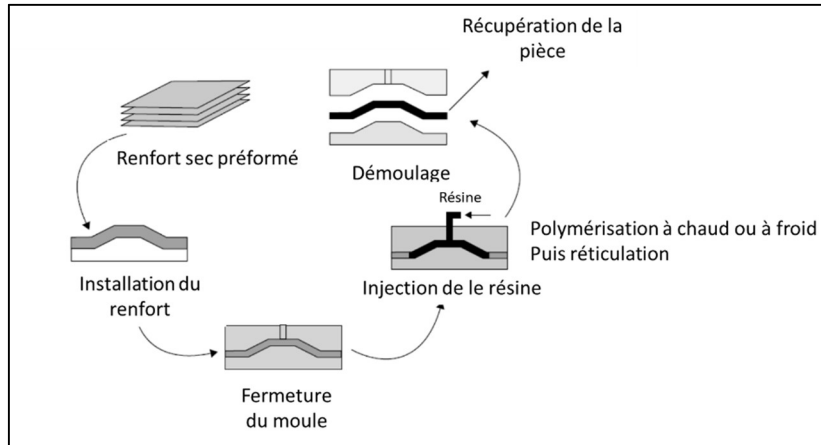 Renfort sec préformé
Installation du
renfort
Fermeture
du moule
Résine
Injection de le résine
Polymérisation à chaud ou à froid
Puis réticulation
Démoulage
Récupération de la
pièce